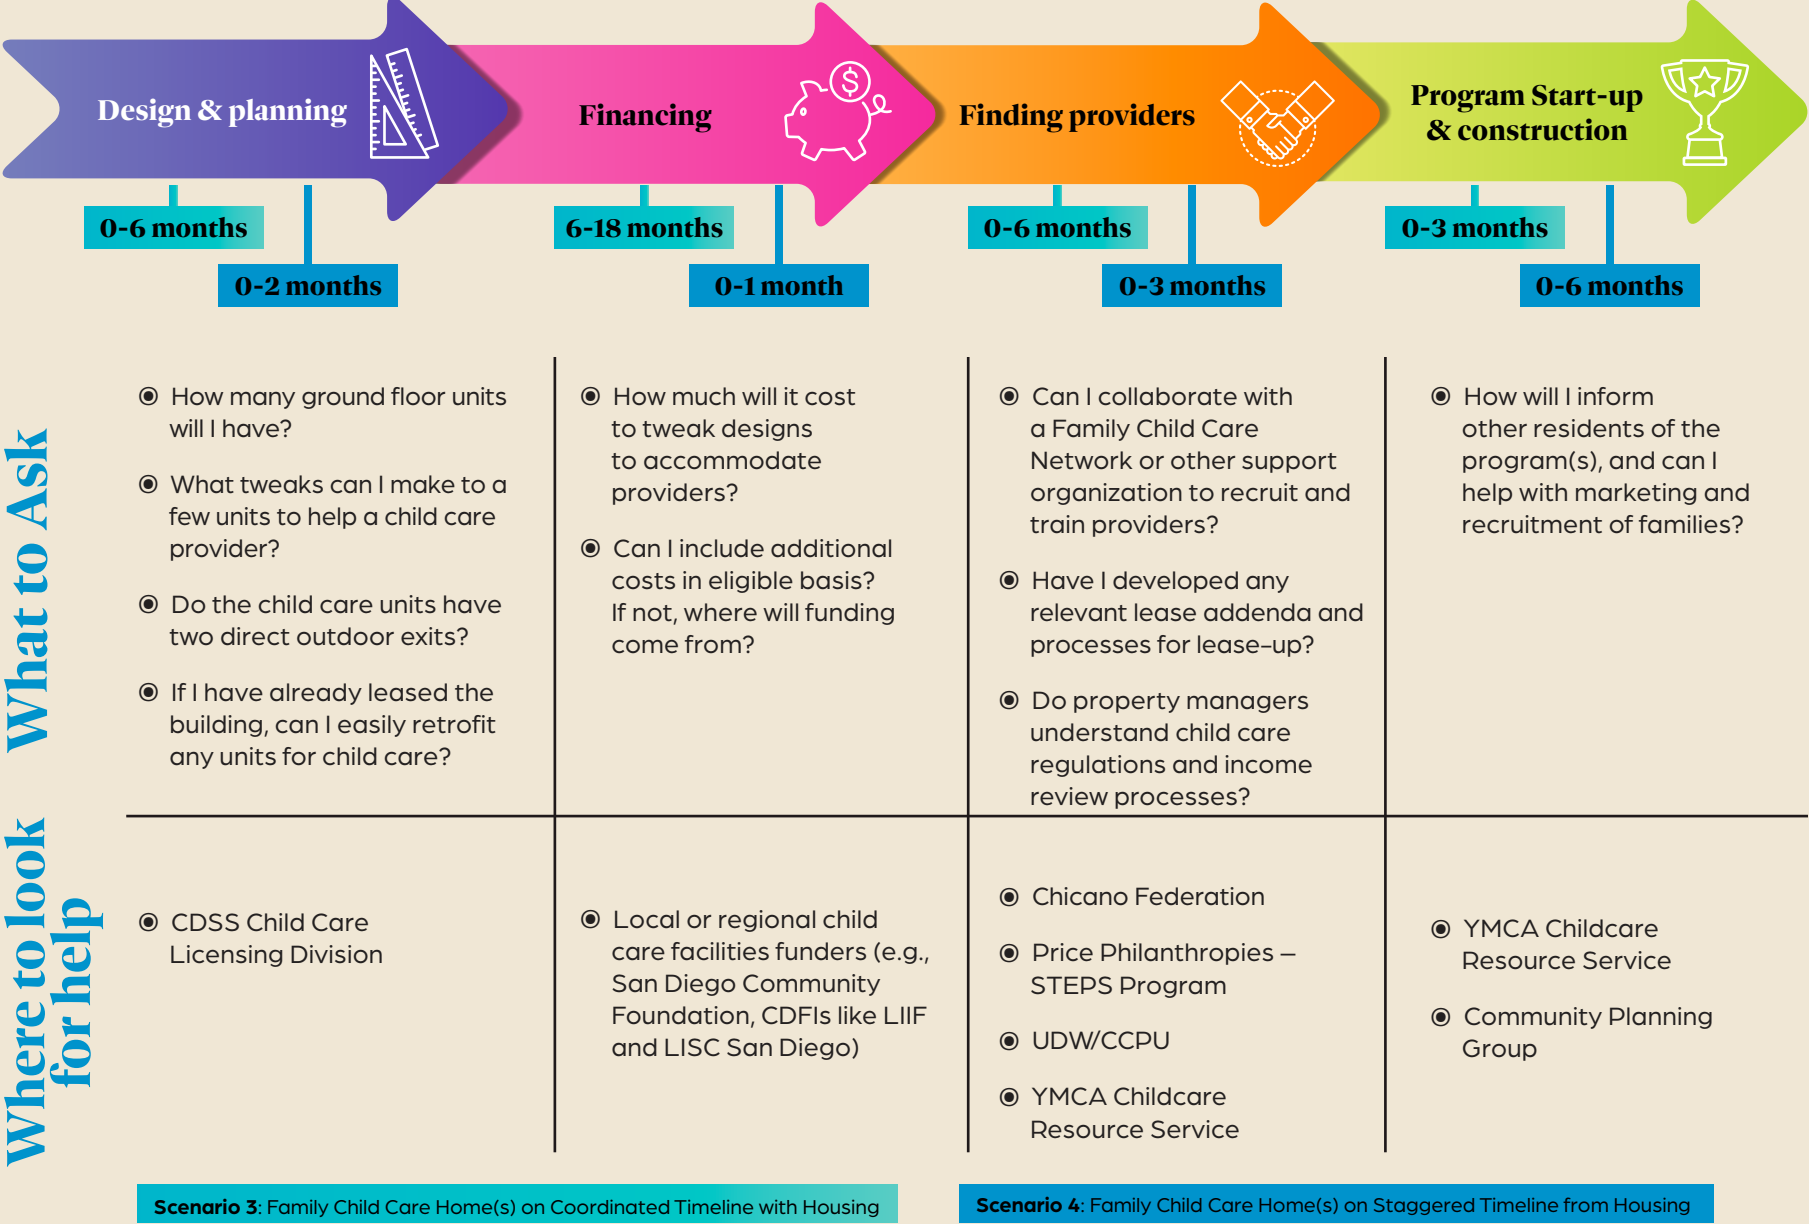 Design & planning
Financing
Finding providers
Program Start-up
& construction
$
0-6 months
6-18 months
0-6 months
0-3 months
0-2 months
0-1 month
0-3 months
0-6 months
What to Ask
How many ground floor units
will I have?
What tweaks can I make to a
few units to help a child care
provider?
Do the child care units have
two direct outdoor exits?
If I have already leased the
building, can I easily retrofit
any units for child care?
How much will it cost
to tweak designs
to accommodate
providers?
Can I include additional
costs in eligible basis?
If not, where will funding
come from?
Can I collaborate with
a Family Child Care
Network or other support
organization to recruit and
train providers?
Have I developed any
relevant lease addenda and
processes for lease-up?
Do property managers
understand child care
regulations and income
review processes?
How will I inform
other residents of the
program(s), and can I
help with marketing and
recruitment of families?
Where to look
for help
CDSS Child Care
Licensing Division
Local or regional child
care facilities funders (e.g.,
San Diego Community
Foundation, CDFIs like LIIF
and LISC San Diego)
Chicano Federation
Price Philanthropies –
STEPS Program
UDW/CCPU
YMCA Childcare
Resource Service
YMCA Childcare
Resource Service
Community Planning
Group
Scenario 3: Family Child Care Home(s) on Coordinated Timeline with Housing
Scenario 4: Family Child Care Home(s) on Staggered Timeline from Housing